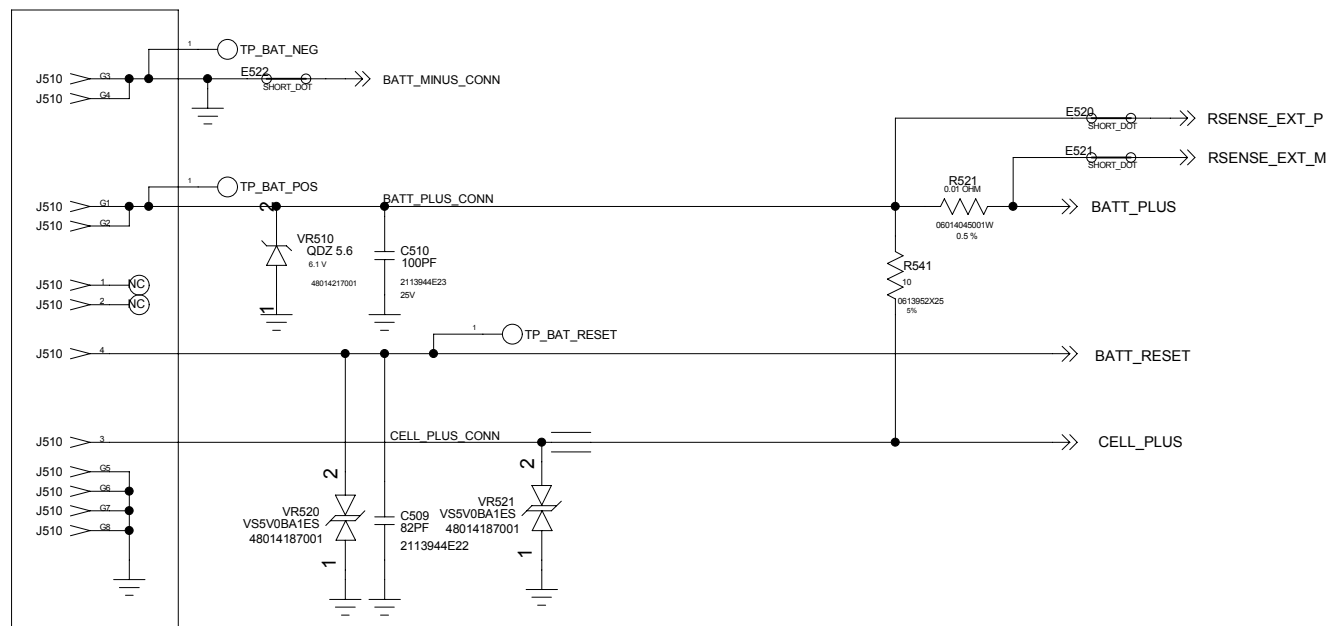 1
TP_BAT_NEG
J510 G3
E522
SHORT_DOT
BATT_MINUS_CONN
J510 G4
E520
SHORT_DOT
RSENSE_EXT_P
E521
SHORT_DOT
RSENSE_EXT_M
1
TP_BAT_POS
R521
0.01 OHM
J510 G1
2
BATT_PLUS_CONN
BATT_PLUS
J510 G2
06014045001W
0.5 %
VR510
QDZ 5.6
6.1 V
48014217001
1
C510
100PF
2113944E23
25V
R541
10
0613952X25
5%
J510 1 NC
J510 2 NC
1
TP_BAT_RESET
J510 4
BATT_RESET
J510 3
CELL_PLUS_CONN
CELL_PLUS
J510 G5
J510 G6
J510 G7
J510 G8
2
VR520
VS5V0BA1ES
48014187001
1
C509
82PF
2113944E22
2
VR521
VS5V0BA1ES
48014187001
1